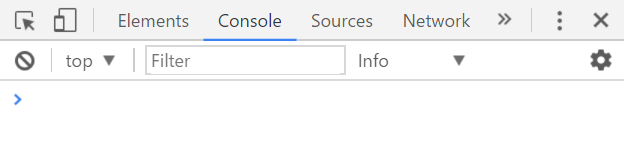 Elements Console Sources Network »
top ▼ Filter Info ▼
>